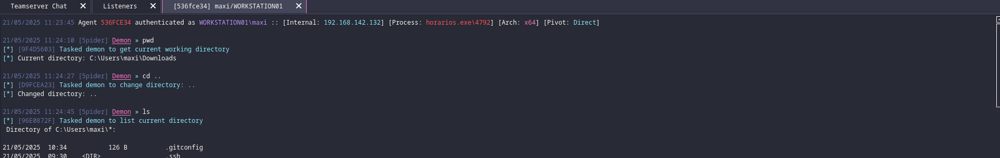 Teamserver Chat ✕ Listeners ✕ [536fce34] maxi/WORKSTATION01 ✕
21/05/2025 11:23:45 Agent 536FCE34 authenticated as WORKSTATION01\maxi :: [Internal: 192.168.142.132] [Process: horarios.exe\4792] [Arch: x64] [Pivot: Direct]
21/05/2025 11:24:10 [5pider] Demon » pwd
[*] [9F4D5603] Tasked demon to get current working directory
[*] Current directory: C:\Users\maxi\Downloads
21/05/2025 11:24:27 [5pider] Demon » cd ..
[*] [D9FCEA23] Tasked demon to change directory: ..
[*] Changed directory: ..
21/05/2025 11:24:45 [5pider] Demon » ls
[*] [96E0872F] Tasked demon to list current directory
Directory of C:\Users\maxi\*:
21/05/2025 10:34 126 B .gitconfig
21/05/2025 09:30 <DIR> .ssh